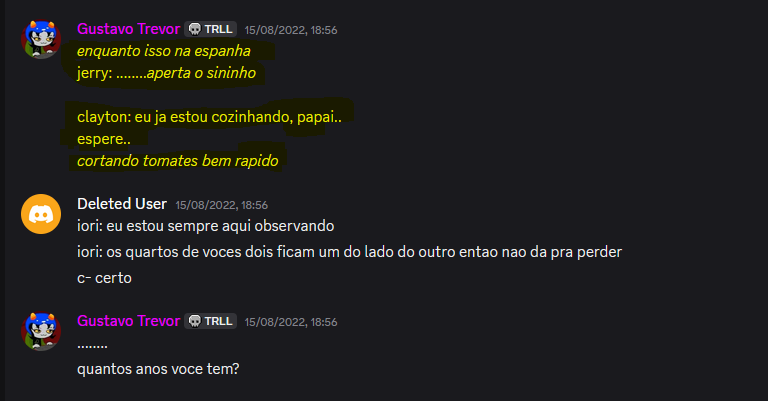 Gustavo Trevor TRLL 15/08/2022, 18:56
enquanto isso na espanha
jerry: ........aperta o sininho
clayton: eu ja estou cozinhando, papai..
espere..
cortando tomates bem rapido
Deleted User 15/08/2022, 18:56
iori: eu estou sempre aqui observando
iori: os quartos de voces dois ficam um do lado do outro entao nao da pra perder
c- certo
Gustavo Trevor TRLL 15/08/2022, 18:56
........
quantos anos voce tem?